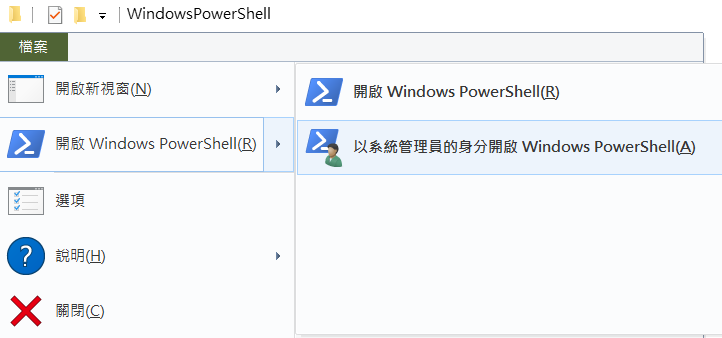 WindowsPowerShell
檔案
開啟新視窗(N)
開啟 Windows PowerShell(R)
選項
說明(H)
關閉(C)
開啟 Windows PowerShell(R)
以系統管理員的身分開啟 Windows PowerShell(A)